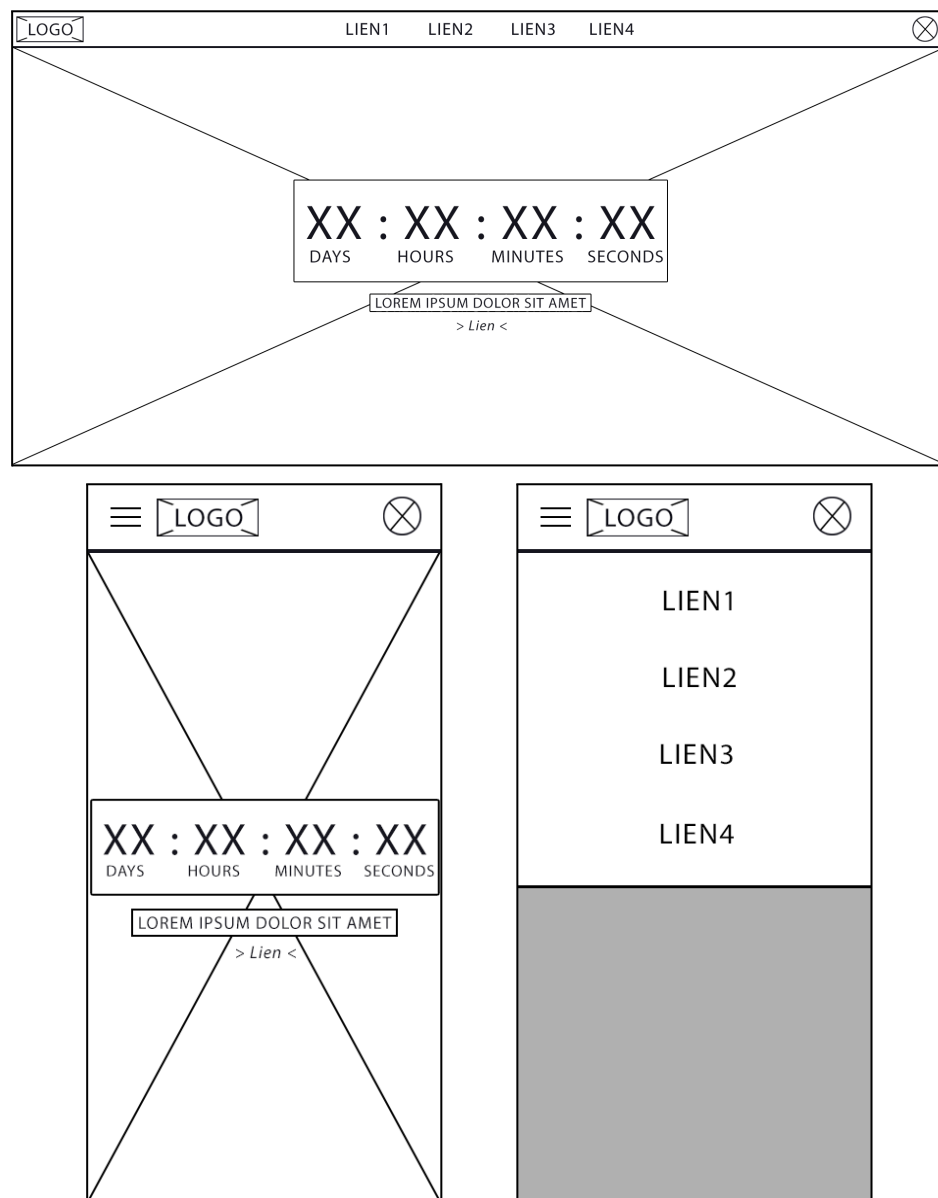 LOGO LIEN1 LIEN2 LIEN3 LIEN4
XX : XX : XX : XX
DAYS HOURS MINUTES SECONDS
LOREM IPSUM DOLOR SIT AMET
> Lien <
LOGO
XX : XX : XX : XX
DAYS HOURS MINUTES SECONDS
LOREM IPSUM DOLOR SIT AMET
> Lien <
LOGO
LIEN1
LIEN2
LIEN3
LIEN4